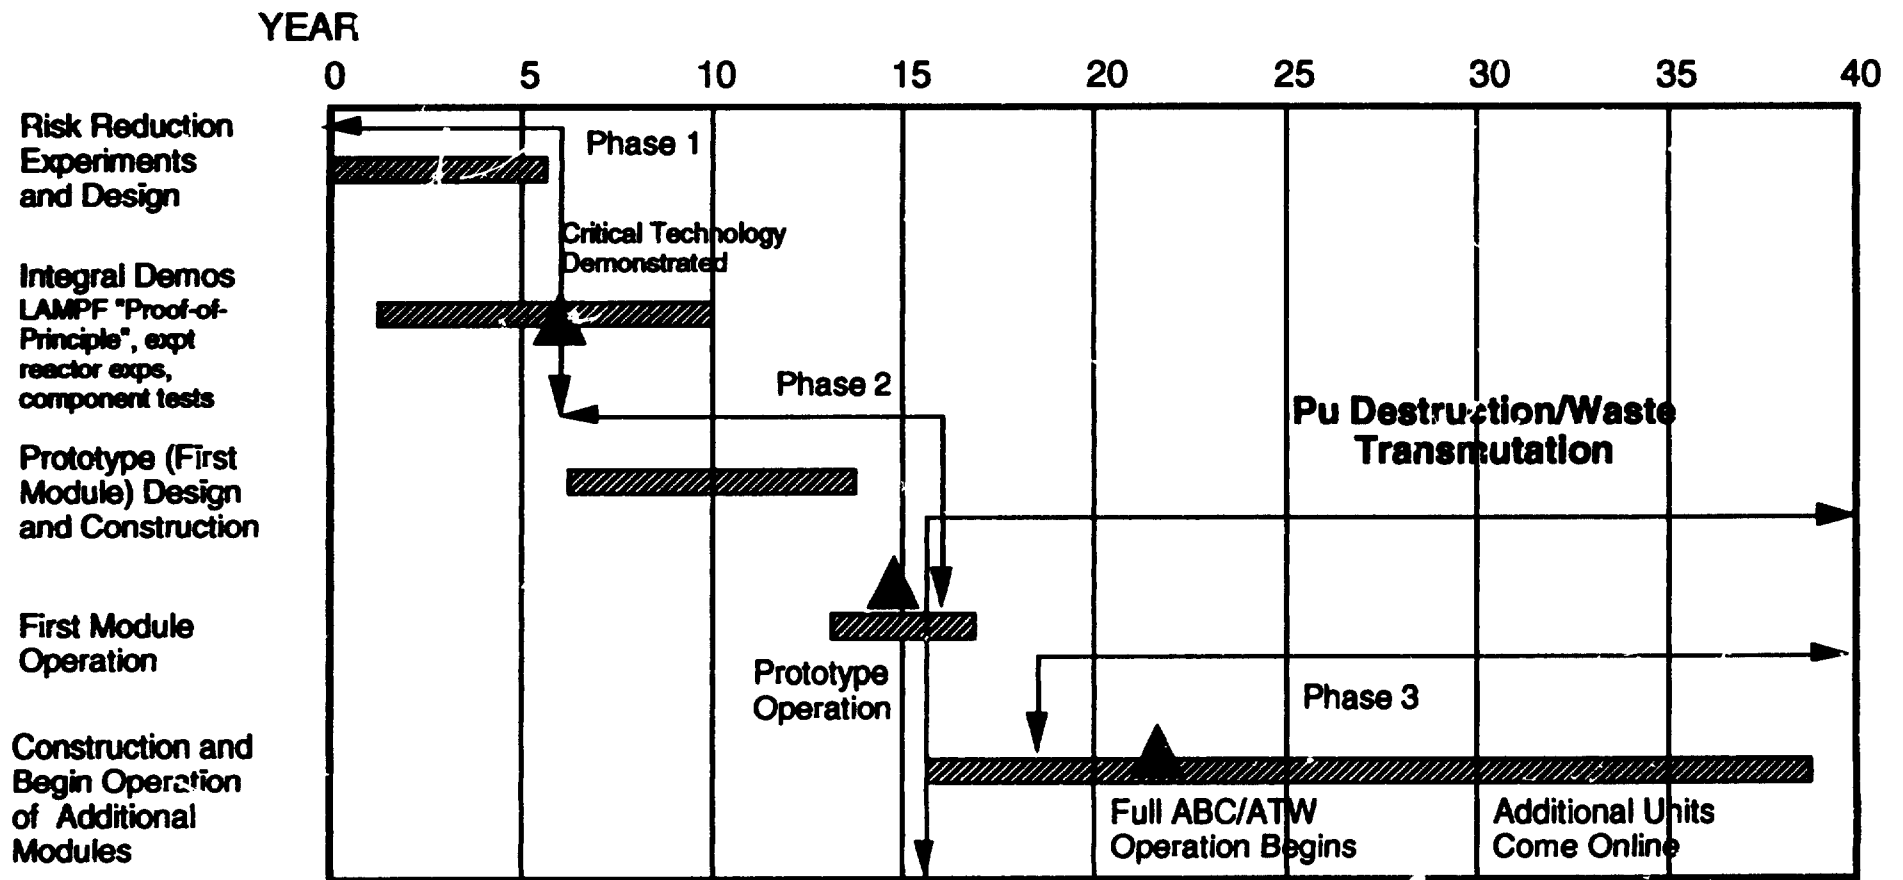 YEAR
0 5 10 15 20 25 30 35 40
Risk Reduction
Experiments
and Design
Phase 1
Critical Technology
Demonstrated
Integral Demos
LAMPF "Proof-of-
Principle", expt
reactor exps,
component tests
Phase 2
Pu Destruction/Waste
Transmutation
Prototype (First
Module) Design
and Construction
First Module
Operation
Prototype
Operation
Phase 3
Construction and
Begin Operation
of Additional
Modules
Full ABC/ATW
Operation Begins
Additional Units
Come Online